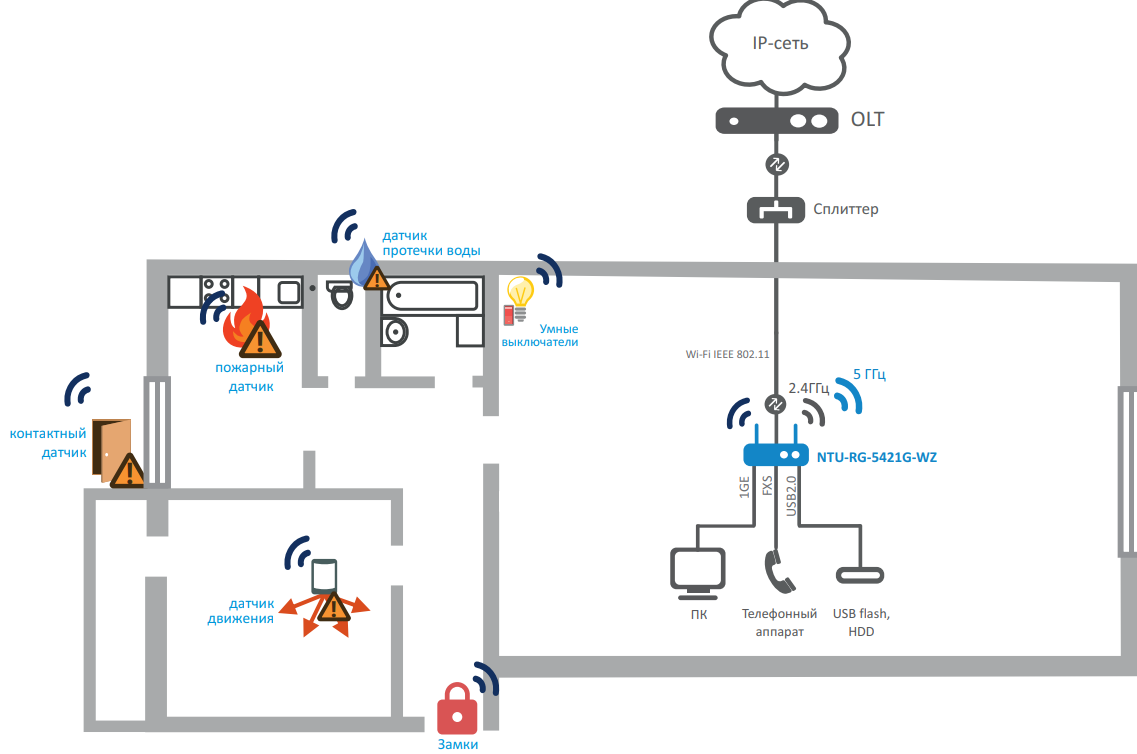 IP-сеть
OLT
Сплиттер
датчик
протечки воды
Умные
выключатели
пожарный
датчик
Wi-Fi IEEE 802.11
2.4ГГц
5 ГГц
контактный
датчик
NTU-RG-5421G-WZ
1GE
FXS
USB2.0
датчик
движения
ПК
Телефонный
аппарат
USB flash,
HDD
Замки